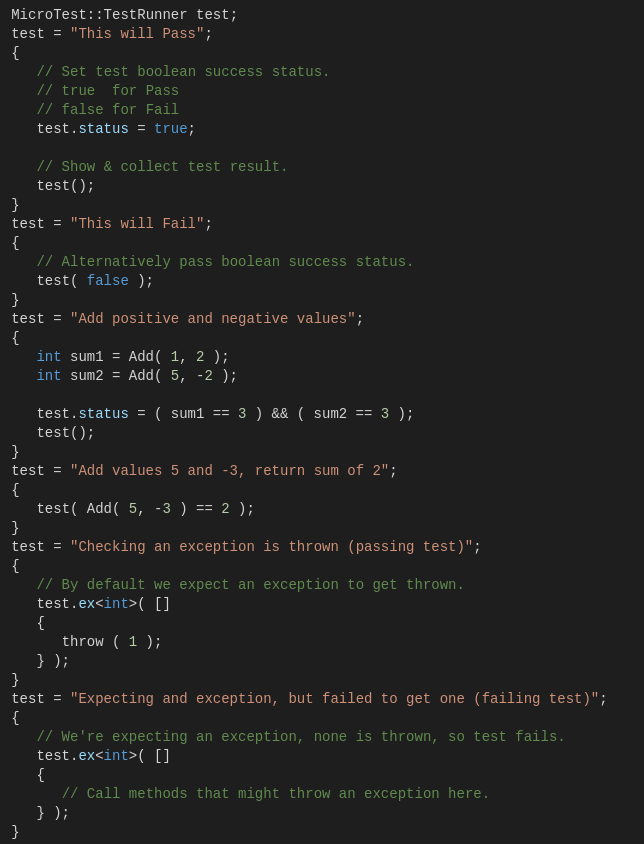 MicroTest::TestRunner test;
test = "This will Pass";
{
   // Set test boolean success status.
   // true  for Pass
   // false for Fail
   test.status = true;

   // Show & collect test result.
   test();
}
test = "This will Fail";
{
   // Alternatively pass boolean success status.
   test( false );
}
test = "Add positive and negative values";
{
   int sum1 = Add( 1, 2 );
   int sum2 = Add( 5, -2 );

   test.status = ( sum1 == 3 ) && ( sum2 == 3 );
   test();
}
test = "Add values 5 and -3, return sum of 2";
{
   test( Add( 5, -3 ) == 2 );
}
test = "Checking an exception is thrown (passing test)";
{
   // By default we expect an exception to get thrown.
   test.ex<int>( []
   {
      throw ( 1 );
   } );
}
test = "Expecting and exception, but failed to get one (failing test)";
{
   // We're expecting an exception, none is thrown, so test fails.
   test.ex<int>( []
   {
      // Call methods that might throw an exception here.
   } );
}